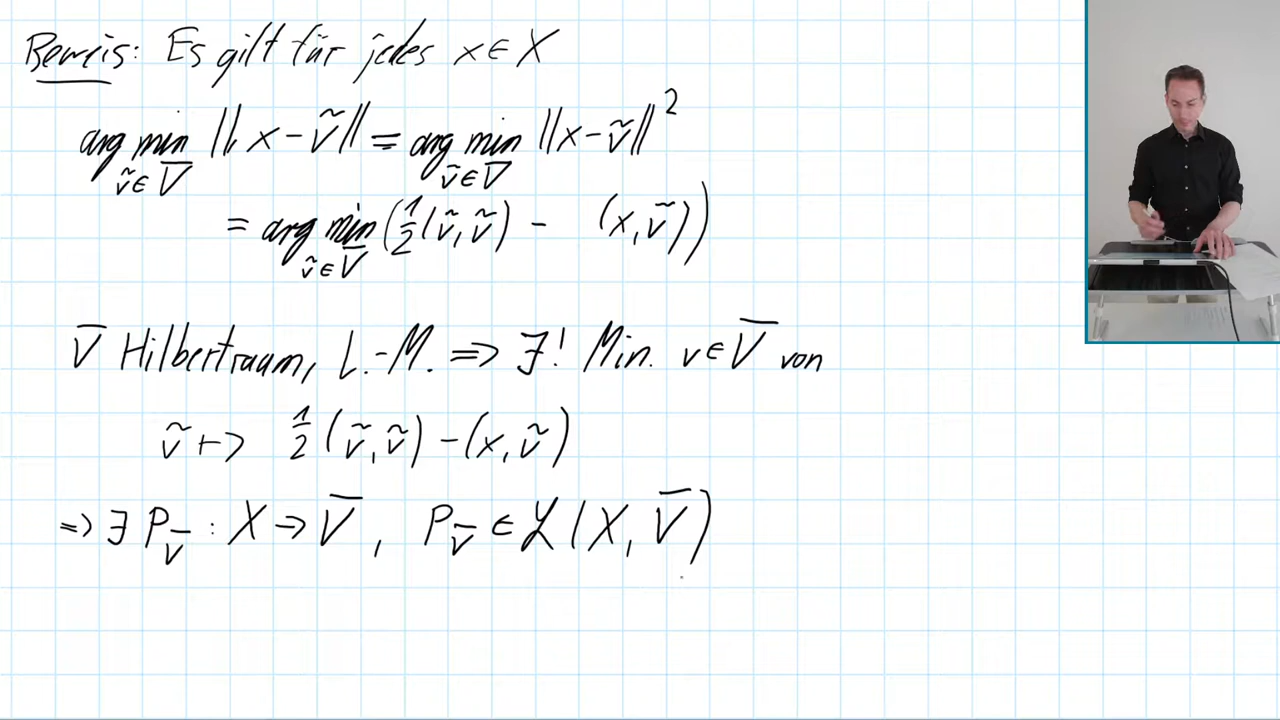 Beweis: Es gilt für jedes x ∈ X
arg min ‖x − ṽ‖ = arg min ‖x − ṽ‖²
ṽ ∈ V̅ ṽ ∈ V̅
= arg min (½(ṽ, ṽ) − (x, ṽ))
ṽ ∈ V̅
V̅ Hilbertraum, L.-M. ⇒ ∃! Min. v ∈ V̅ von
ṽ ↦ ½(ṽ, ṽ) − (x, ṽ)
⇒ ∃ P_V̅ : X → V̅, P_V̅ ∈ ℒ(X, V̅)